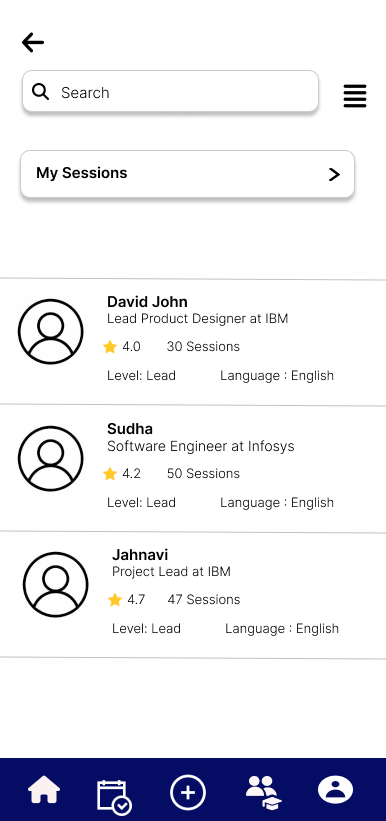 Search
My Sessions
David John
Lead Product Designer at IBM
4.0 30 Sessions
Level: Lead Language : English
Sudha
Software Engineer at Infosys
4.2 50 Sessions
Level: Lead Language : English
Jahnavi
Project Lead at IBM
4.7 47 Sessions
Level: Lead Language : English